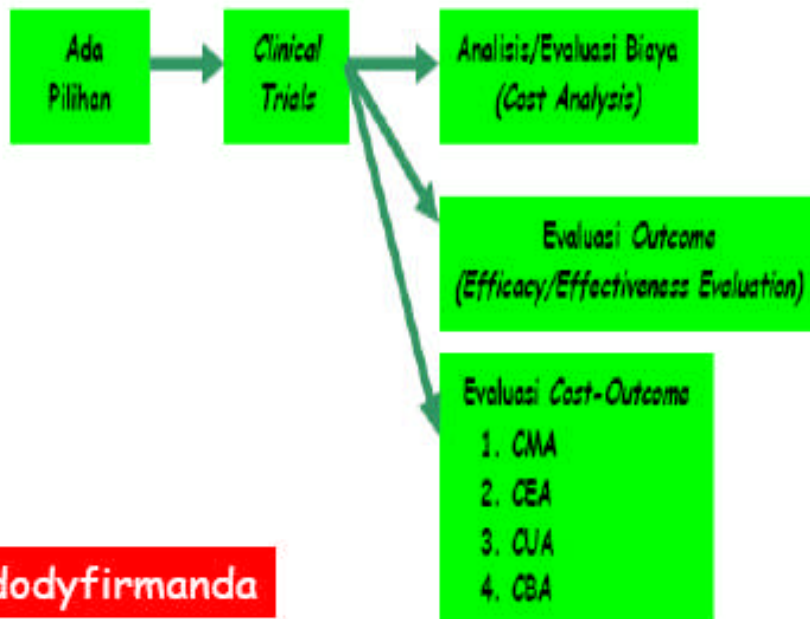 Ada
Pilihan
Clinical
Trials
Analisis/Evaluasi Biaya
(Cost Analysis)
Evaluasi Outcome
(Efficacy/Effectiveness Evaluation)
Evaluasi Cost-Outcome
1. CMA
2. CEA
3. CUA
4. CBA
dodyfirmanda